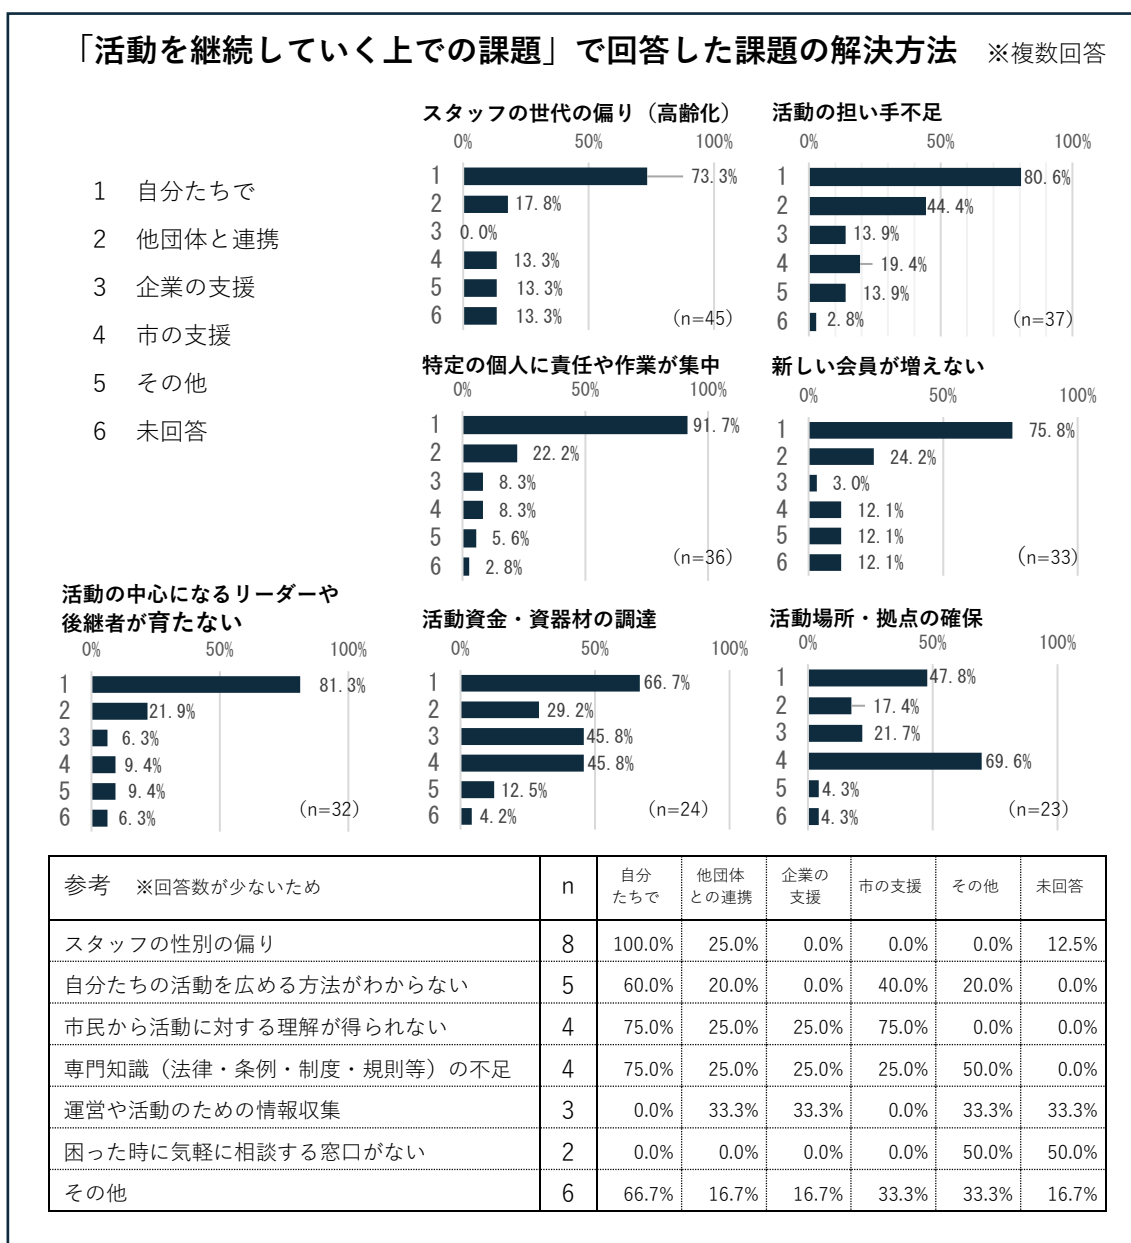 「活動を継続していく上での課題」で回答した課題の解決方法 ※複数回答
1 自分たちで
2 他団体と連携
3 企業の支援
4 市の支援
5 その他
6 未回答
スタッフの世代の偏り（高齢化）
0% 50% 100%
1 73.3%
2 17.8%
3 0.0%
4 13.3%
5 13.3%
6 13.3%
（n=45）
活動の担い手不足
0% 50% 100%
1 80.6%
2 44.4%
3 13.9%
4 19.4%
5 13.9%
6 2.8%
（n=37）
特定の個人に責任や作業が集中
0% 50% 100%
1 91.7%
2 22.2%
3 8.3%
4 8.3%
5 5.6%
6 2.8%
（n=36）
新しい会員が増えない
0% 50% 100%
1 75.8%
2 24.2%
3 3.0%
4 12.1%
5 12.1%
6 12.1%
（n=33）
活動の中心になるリーダーや
後継者が育たない
0% 50% 100%
1 81.3%
2 21.9%
3 6.3%
4 9.4%
5 9.4%
6 6.3%
（n=32）
活動資金・資器材の調達
0% 50% 100%
1 66.7%
2 29.2%
3 45.8%
4 45.8%
5 12.5%
6 4.2%
（n=24）
活動場所・拠点の確保
0% 50% 100%
1 47.8%
2 17.4%
3 21.7%
4 69.6%
5 4.3%
6 4.3%
（n=23）
参考 ※回答数が少ないため n 自分たちで 他団体との連携 企業の支援 市の支援 その他 未回答
スタッフの性別の偏り 8 100.0% 25.0% 0.0% 0.0% 0.0% 12.5%
自分たちの活動を広める方法がわからない 5 60.0% 20.0% 0.0% 40.0% 20.0% 0.0%
市民から活動に対する理解が得られない 4 75.0% 25.0% 25.0% 75.0% 0.0% 0.0%
専門知識（法律・条例・制度・規則等）の不足 4 75.0% 25.0% 25.0% 25.0% 50.0% 0.0%
運営や活動のための情報収集 3 0.0% 33.3% 33.3% 0.0% 33.3% 33.3%
困った時に気軽に相談する窓口がない 2 0.0% 0.0% 0.0% 0.0% 50.0% 50.0%
その他 6 66.7% 16.7% 16.7% 33.3% 33.3% 16.7%